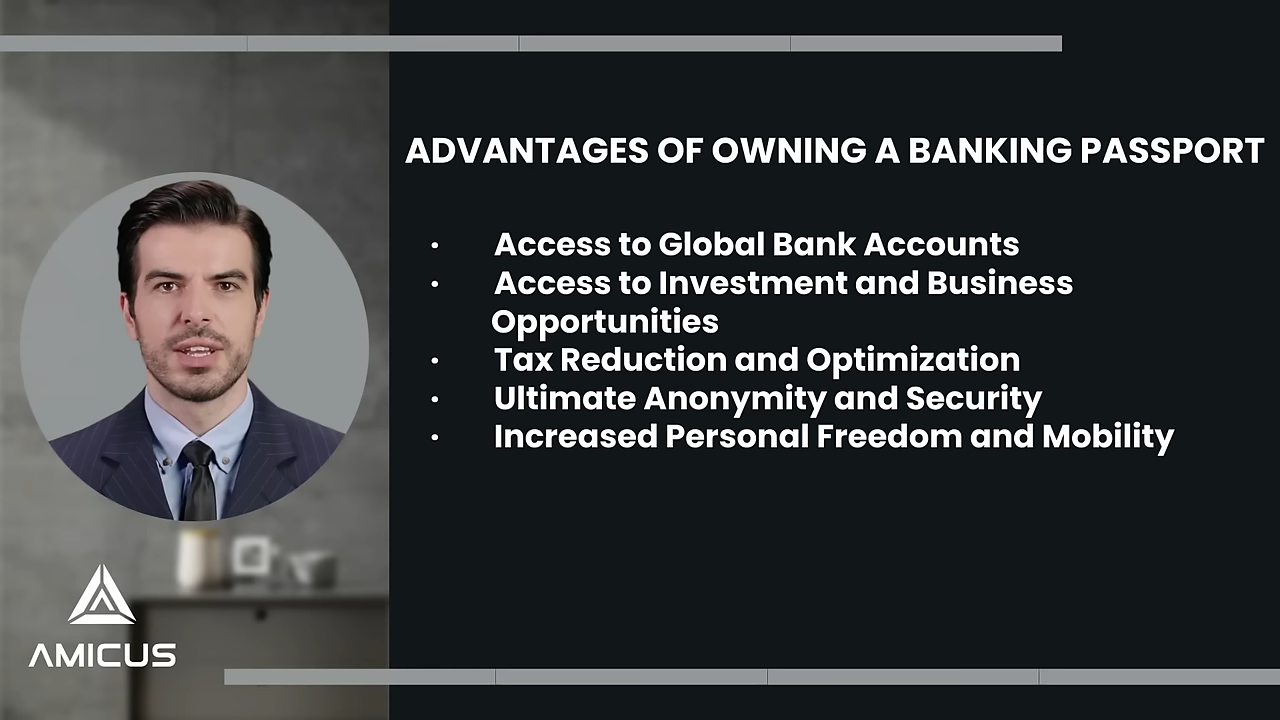 ADVANTAGES OF OWNING A BANKING PASSPORT
· Access to Global Bank Accounts
· Access to Investment and Business
Opportunities
· Tax Reduction and Optimization
· Ultimate Anonymity and Security
· Increased Personal Freedom and Mobility
AMICUS